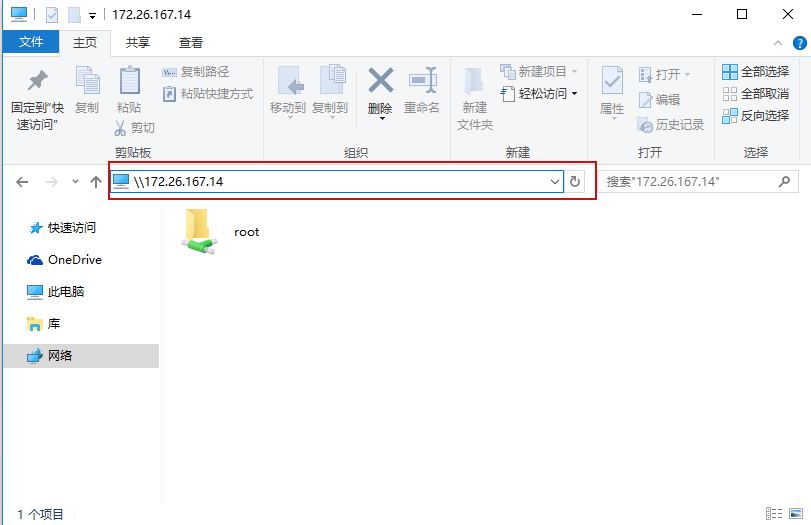 172.26.167.14
文件
主页
共享
查看
固定到"快
速访问"
复制
粘贴
复制路径
粘贴快捷方式
剪切
剪贴板
移动到
复制到
删除
重命名
组织
新建
文件夹
新建项目
轻松访问
新建
属性
打开
编辑
历史记录
打开
全部选择
全部取消
反向选择
选择
\\172.26.167.14
搜索"172.26.167.14"
快速访问
OneDrive
此电脑
库
网络
root
1 个项目